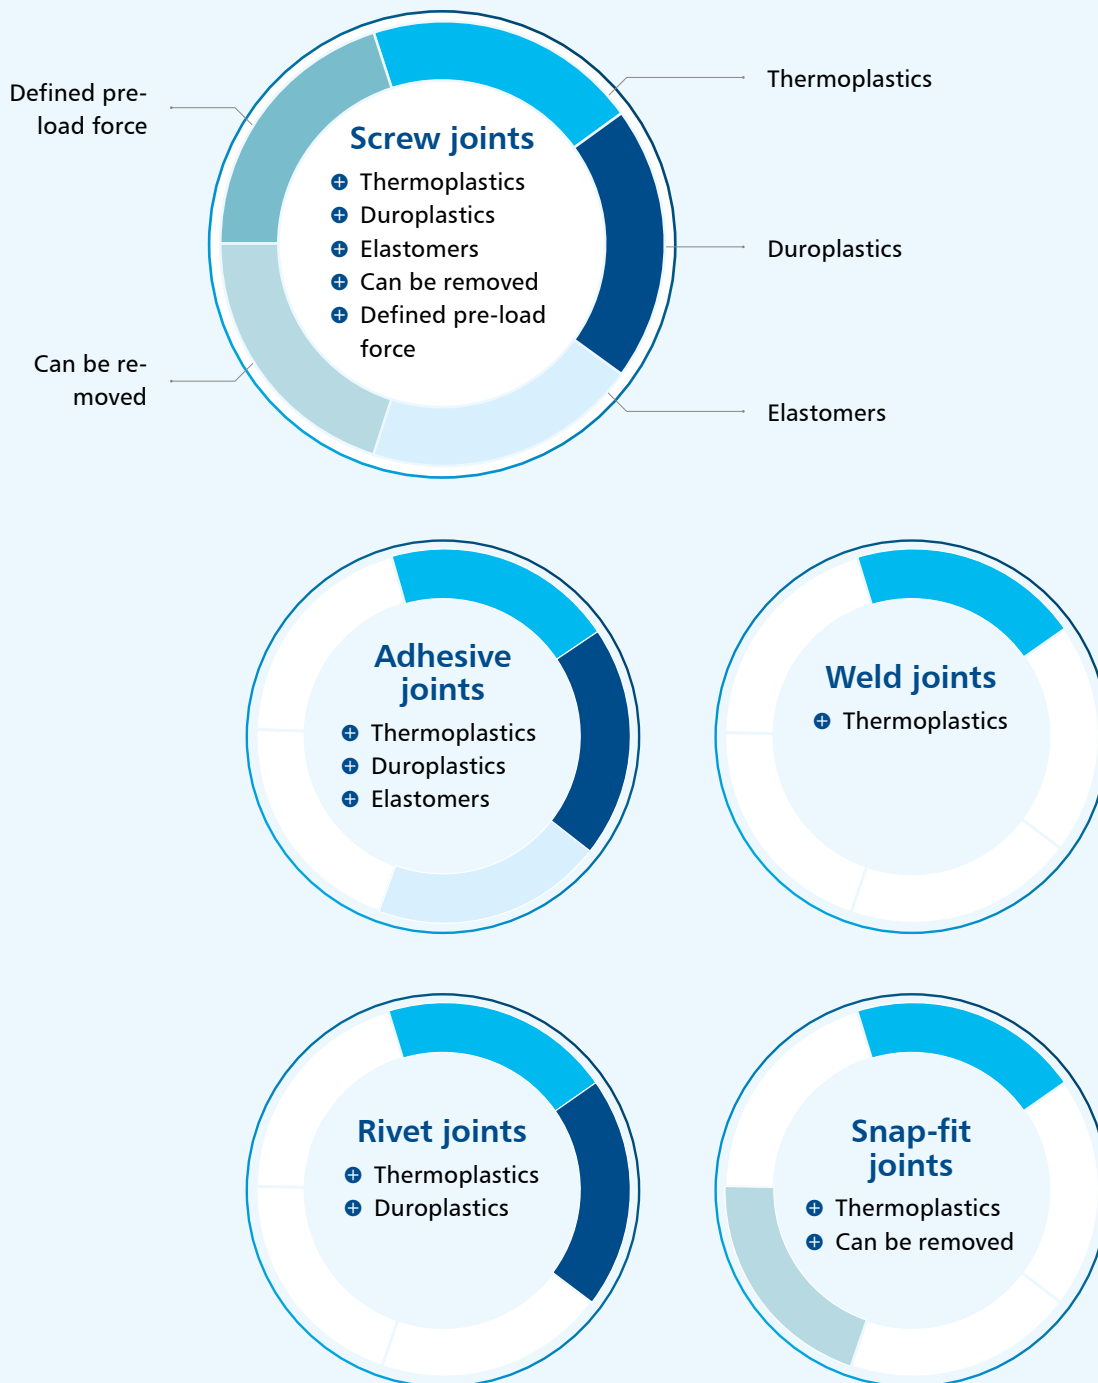 Defined pre-
load force
Can be re-
moved
Screw joints
Thermoplastics
Duroplastics
Elastomers
Can be removed
Defined pre-load
force
Thermoplastics
Duroplastics
Elastomers
Adhesive
joints
Thermoplastics
Duroplastics
Elastomers
Weld joints
Thermoplastics
Rivet joints
Thermoplastics
Duroplastics
Snap-fit
joints
Thermoplastics
Can be removed